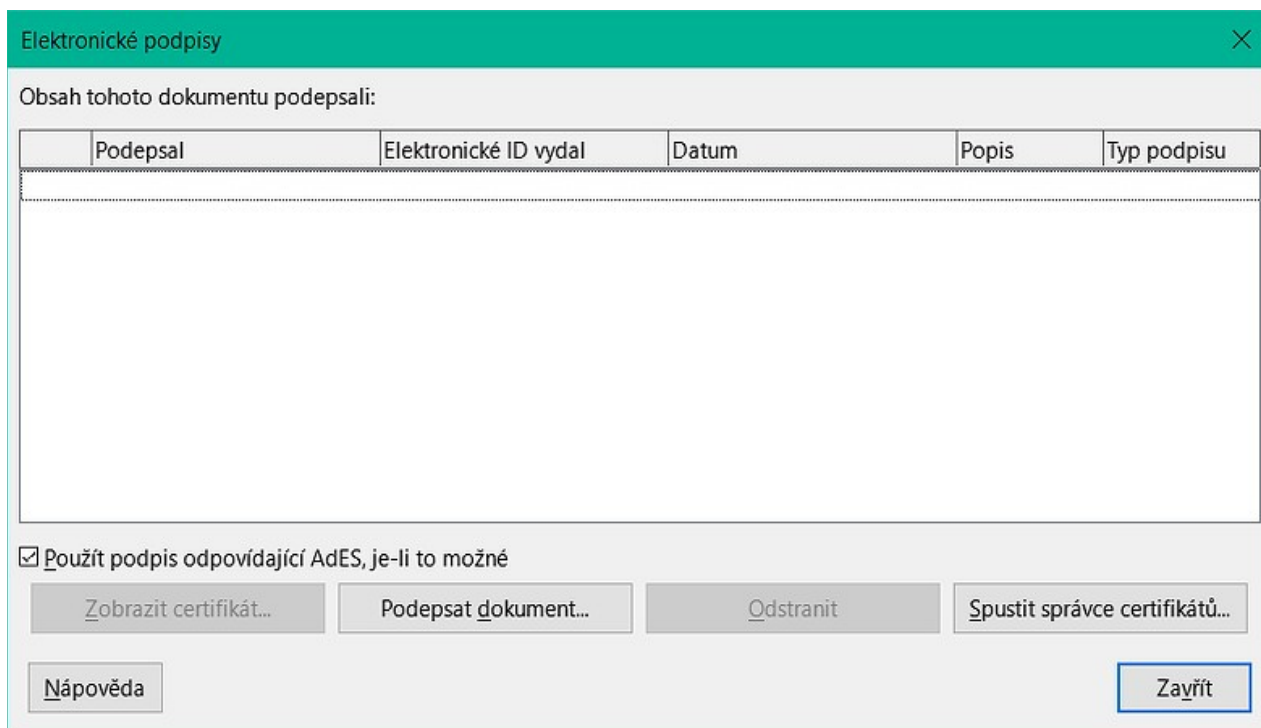 Elektronické podpisy
Obsah tohoto dokumentu podepsali:
Podepsal Elektronické ID vydal Datum Popis Typ podpisu
Použít podpis odpovídající AdES, je-li to možné
Zobrazit certifikát... Podepsat dokument... Odstranit Spustit správce certifikátů...
Nápověda Zavřít